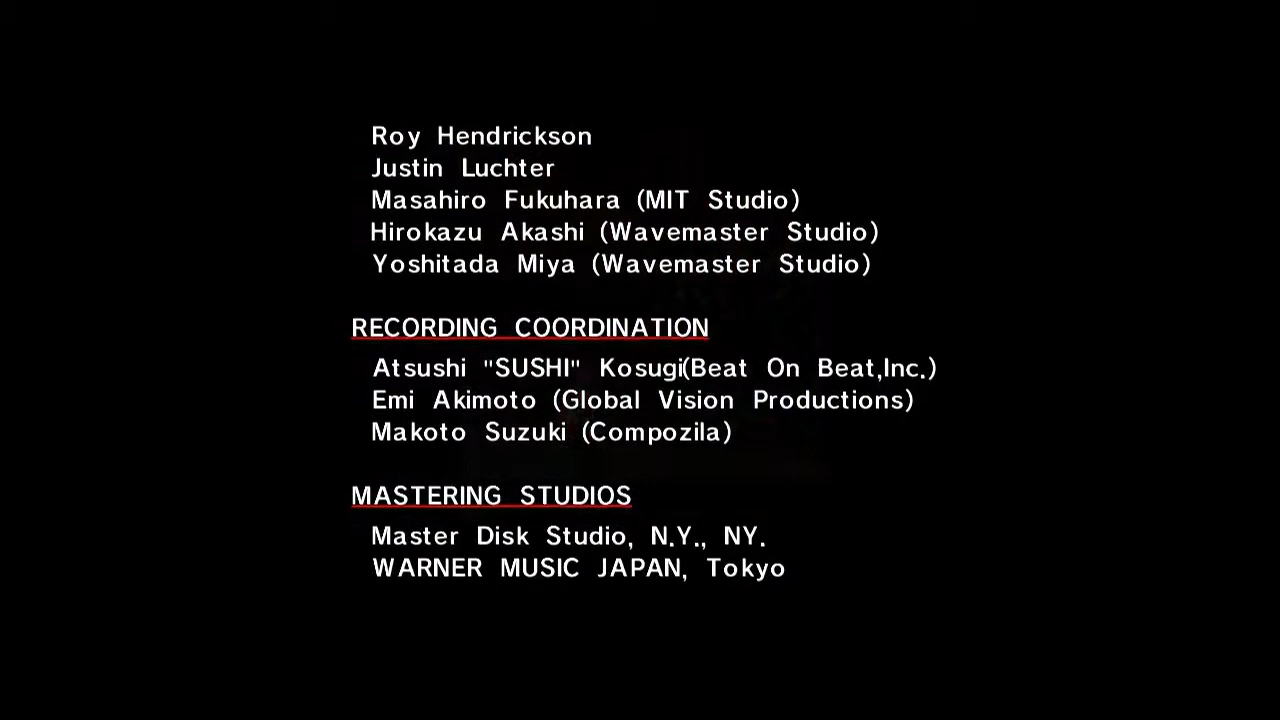 Roy Hendrickson
Justin Luchter
Masahiro Fukuhara (MIT Studio)
Hirokazu Akashi (Wavemaster Studio)
Yoshitada Miya (Wavemaster Studio)
RECORDING COORDINATION
Atsushi "SUSHI" Kosugi(Beat On Beat,Inc.)
Emi Akimoto (Global Vision Productions)
Makoto Suzuki (Compozila)
MASTERING STUDIOS
Master Disk Studio, N.Y., NY.
WARNER MUSIC JAPAN, Tokyo